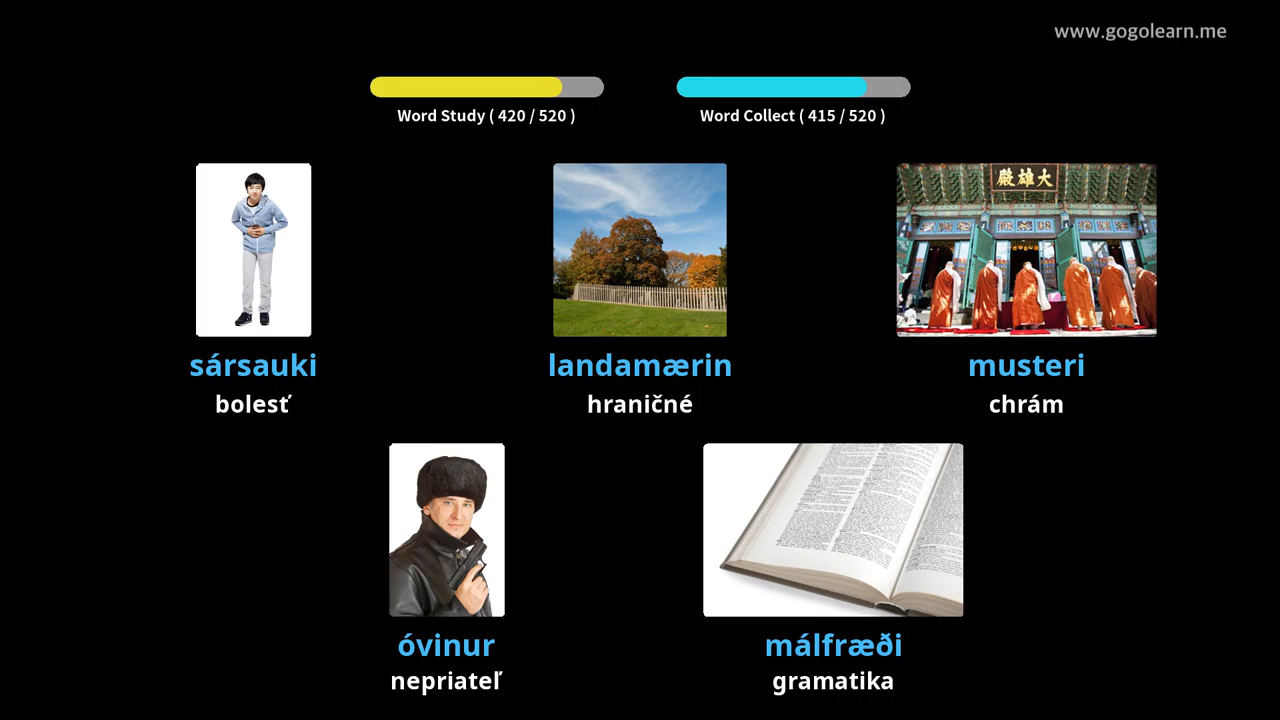 www.gogolearn.me
Word Study ( 420 / 520 )
Word Collect ( 415 / 520 )
大雄殿
sársauki
landamærin
musteri
bolesť
hraničné
chrám
óvinur
málfræði
nepriateľ
gramatika